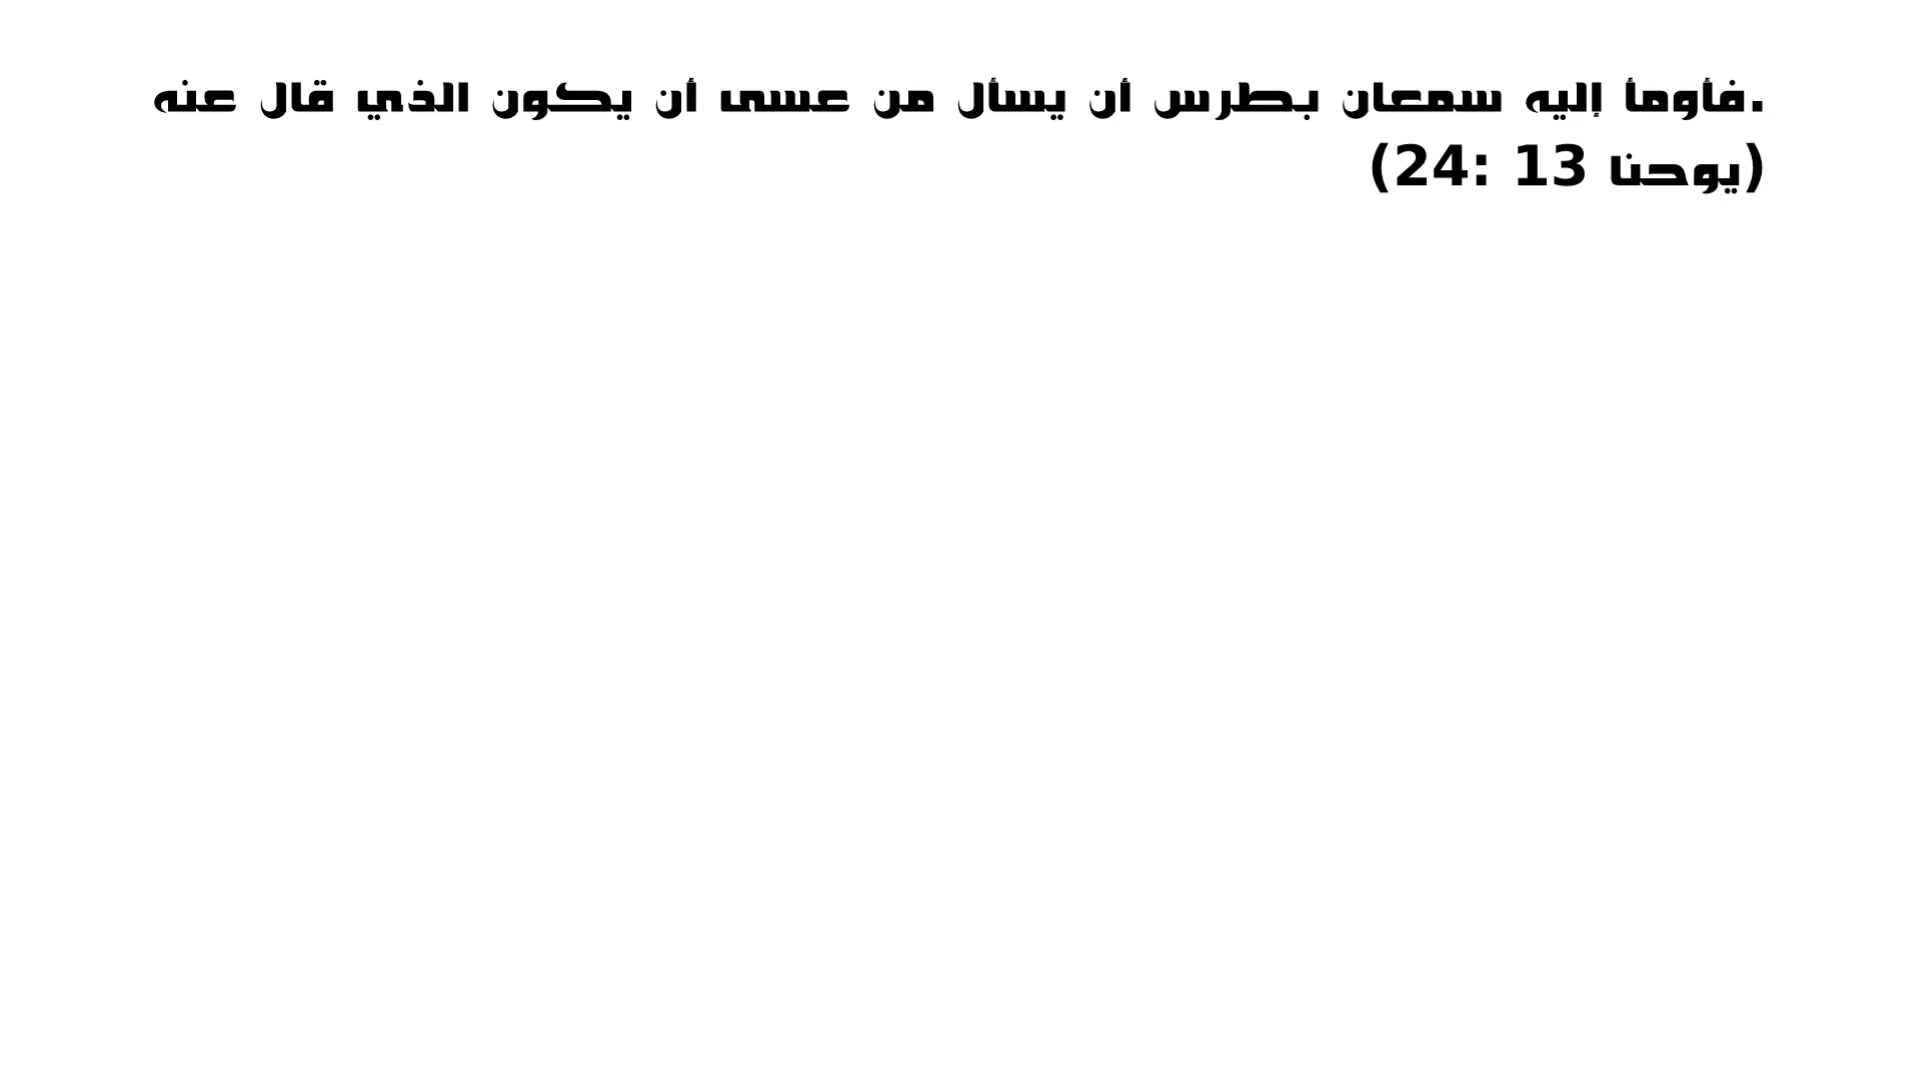 .فأومأ إليه سمعان بطرس أن يسأل من عسى أن يكون الذي قال عنه
(يوحنا 13 :24)